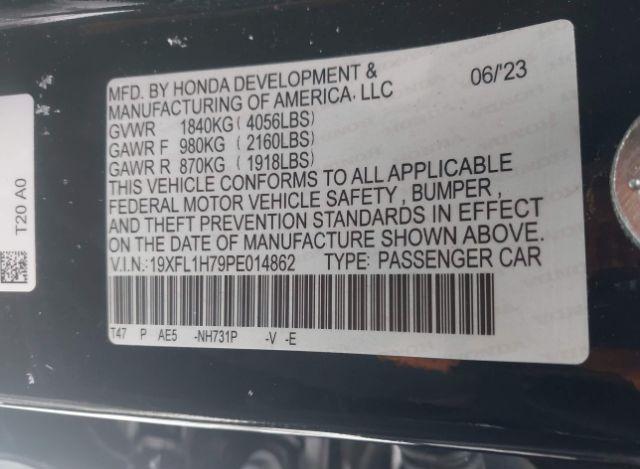 MFD. BY HONDA DEVELOPMENT & 06/'23
MANUFACTURING OF AMERICA, LLC
GVWR 1840KG ( 4056LBS)
GAWR F 980KG ( 2160LBS)
GAWR R 870KG ( 1918LBS)
THIS VEHICLE CONFORMS TO ALL APPLICABLE
FEDERAL MOTOR VEHICLE SAFETY , BUMPER ,
AND THEFT PREVENTION STANDARDS IN EFFECT
ON THE DATE OF MANUFACTURE SHOWN ABOVE.
V.I.N.: 19XFL1H79PE014862 TYPE: PASSENGER CAR
T47 P AE5 -NH731P -V -E
T20 A0